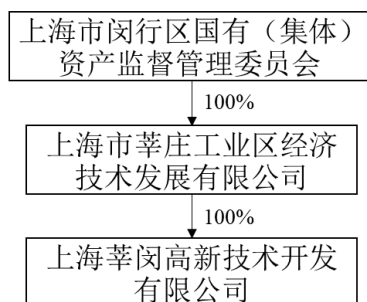 上海市闵行区国有（集体）
资产监督管理委员会
100%
上海市莘庄工业区经济
技术发展有限公司
100%
上海莘闵高新技术开发
有限公司